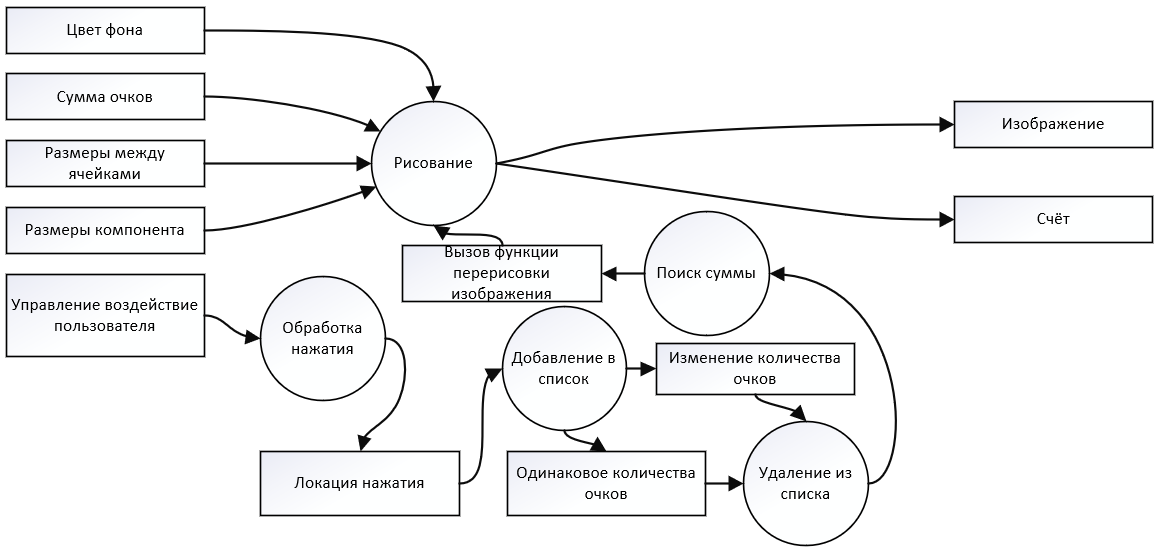 Цвет фона
Сумма очков
Размеры между
ячейками
Размеры компонента
Управление воздействие
пользователя
Рисование
Изображение
Счёт
Вызов функции
перерисовки
изображения
Поиск суммы
Обработка
нажатия
Добавление в
список
Изменение количества
очков
Локация нажатия
Одинаковое количества
очков
Удаление из
списка